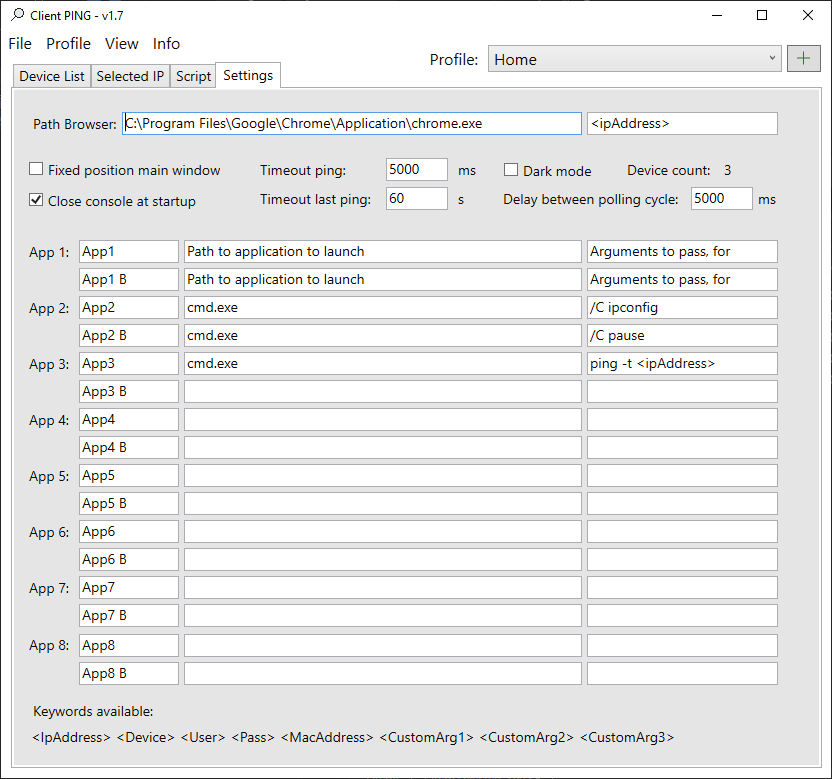 Client PING - v1.7
File Profile View Info
Profile: Home
Device List Selected IP Script Settings
Path Browser: C:\Program Files\Google\Chrome\Application\chrome.exe <ipAddress>
Fixed position main window Timeout ping: 5000 ms Dark mode Device count: 3
Close console at startup Timeout last ping: 60 s Delay between polling cycle: 5000 ms
App 1: App1 Path to application to launch Arguments to pass, for
App1 B Path to application to launch Arguments to pass, for
App 2: App2 cmd.exe /C ipconfig
App2 B cmd.exe /C pause
App 3: App3 cmd.exe ping -t <ipAddress>
App3 B
App 4: App4
App4 B
App 5: App5
App5 B
App 6: App6
App6 B
App 7: App7
App7 B
App 8: App8
App8 B
Keywords available:
<IpAddress> <Device> <User> <Pass> <MacAddress> <CustomArg1> <CustomArg2> <CustomArg3>